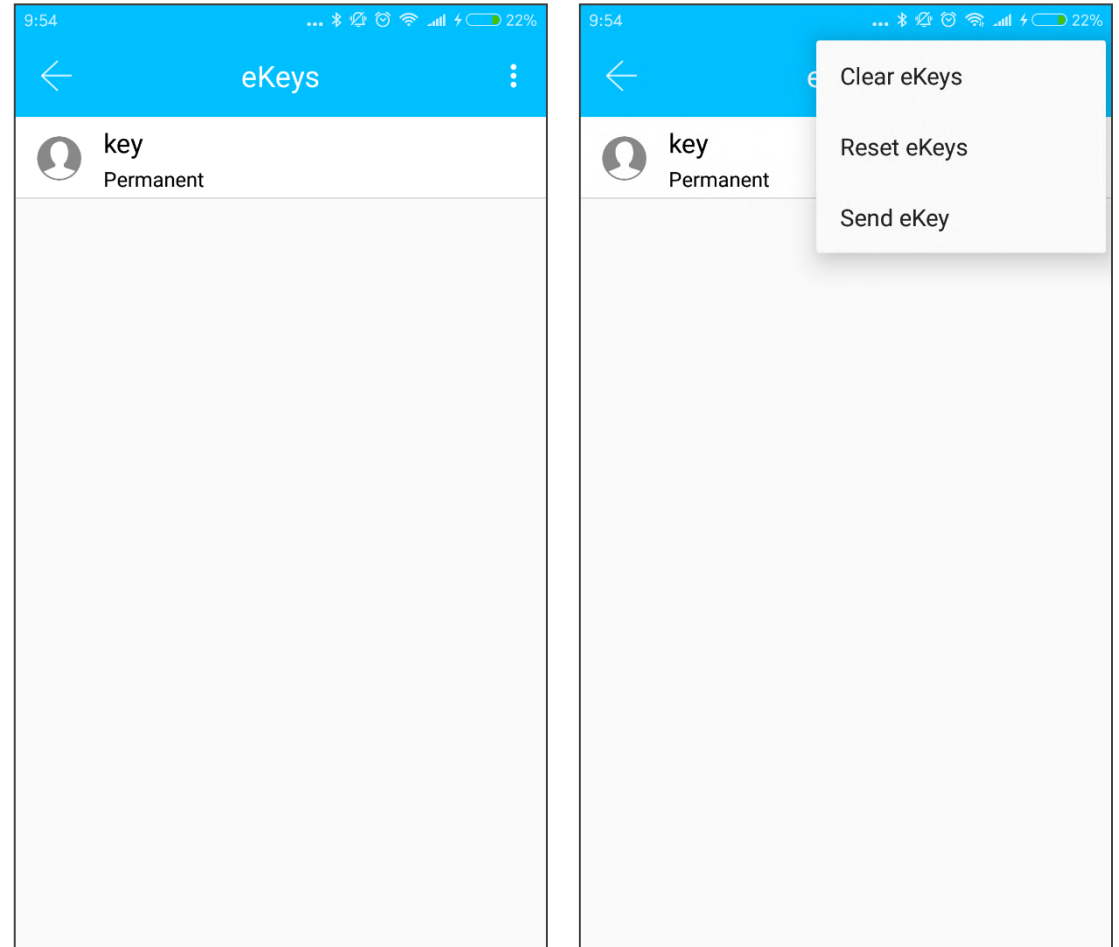 9:54
22%
eKeys
key
Permanent
9:54
22%
e
Clear eKeys
key
Reset eKeys
Permanent
Send eKey